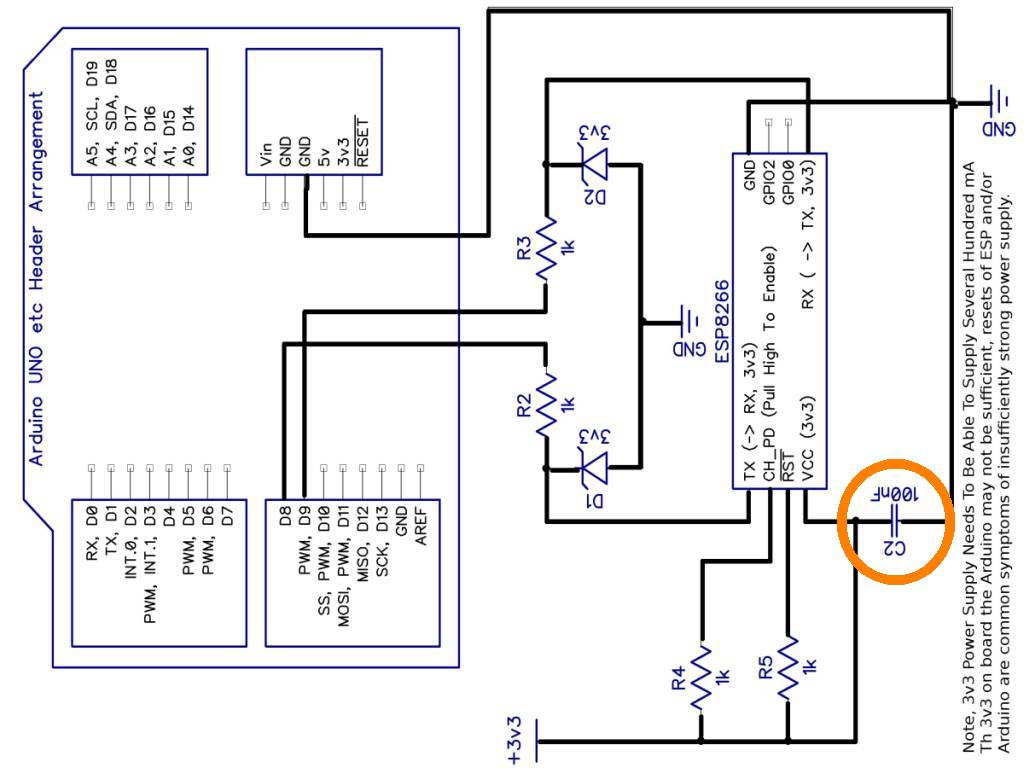 Arduino UNO etc Header Arrangement
A5, SCL, D19
A4, SDA, D18
A3, D17
A2, D16
A1, D15
A0, D14
Vin
GND
GND
5v
3v3
RESET
RX, D0
TX, D1
INT.0, D2
PWM, INT.1, D3
D4
PWM, D5
PWM, D6
D7
D8
PWM, D9
SS, PWM, D10
MOSI, PWM, D11
MISO, D12
SCK, D13
GND
AREF
R3
1k
R2
1k
D2
3v3
D1
3v3
GND
ESP8266
GND
GPIO2
GPIO0
RX ( -> TX, 3v3)
TX (-> RX, 3v3)
CH_PD (Pull High To Enable)
RST
VCC (3v3)
GND
C2
100nF
R4
1k
R5
1k
+3v3
Note, 3v3 Power Supply Needs To Be Able To Supply Several Hundred mA
Th 3v3 on board the Arduino may not be sufficient, resets of ESP and/or
Arduino are common symptoms of insufficiently strong power supply.